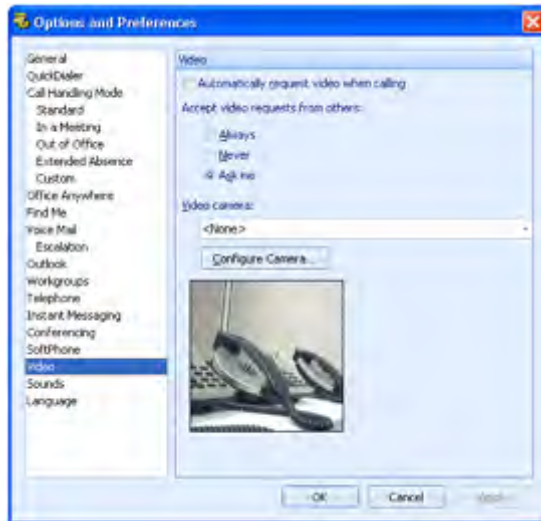 Options and Preferences
General
QuickDialer
Call Handling Mode
Standard
In a Meeting
Out of Office
Extended Absence
Custom
Office Anywhere
Find Me
Voice Mail
Escalation
Outlook
Workgroups
Telephone
Instant Messaging
Conferencing
SoftPhone
Video
Sounds
Language
Video
Automatically request video when calling
Accept video requests from others:
Always
Never
Ask me
Video camera:
<None>
Configure Camera...
OK
Cancel
Apply